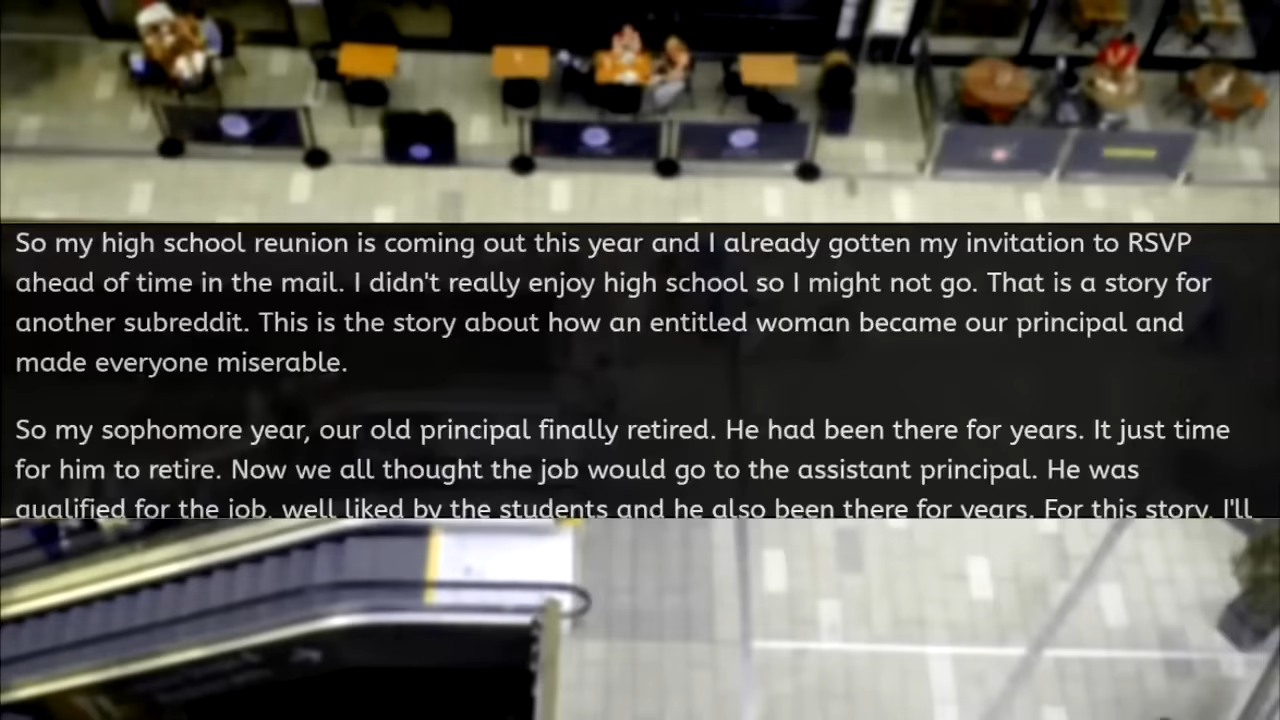 So my high school reunion is coming out this year and I already gotten my invitation to RSVP
ahead of time in the mail. I didn't really enjoy high school so I might not go. That is a story for
another subreddit. This is the story about how an entitled woman became our principal and
made everyone miserable.
So my sophomore year, our old principal finally retired. He had been there for years. It just time
for him to retire. Now we all thought the job would go to the assistant principal. He was
qualified for the job, well liked by the students and he also been there for years. For this story, I'll